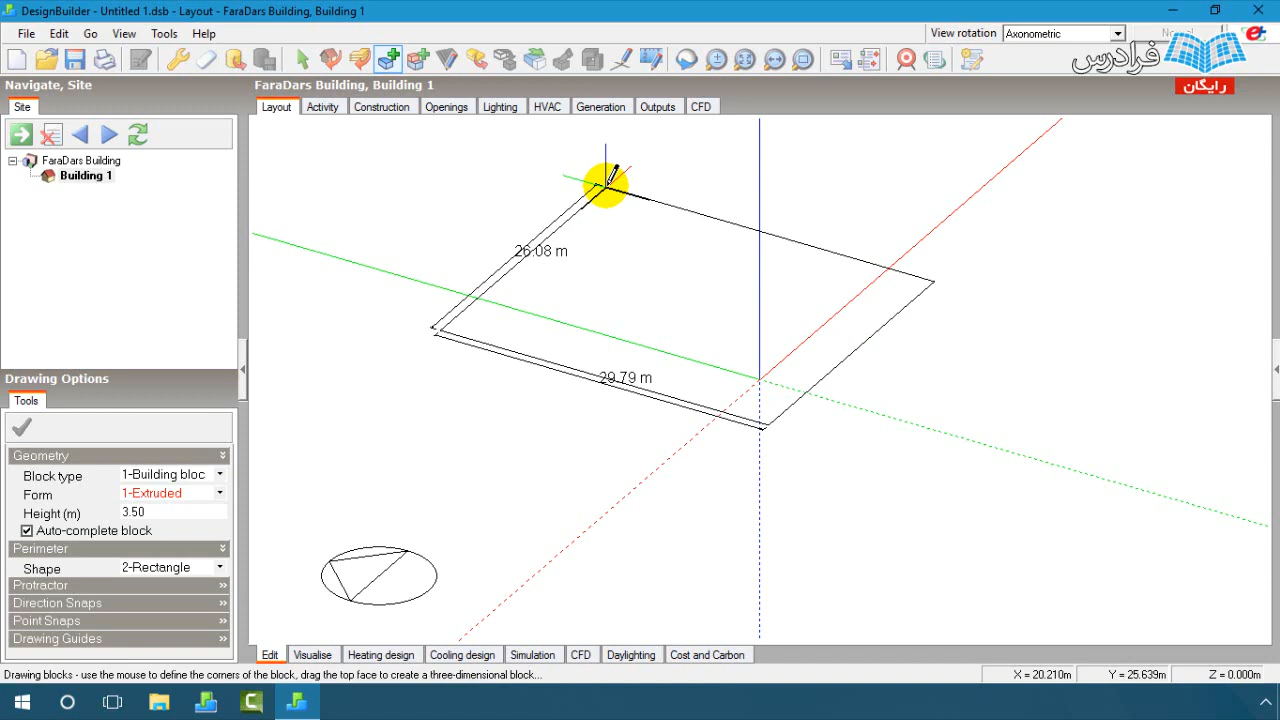 DesignBuilder - Untitled 1.dsb - Layout - FaraDars Building, Building 1
File Edit Go View Tools Help
View rotation Axonometric
Normal
فرادرس
رایگان
Navigate, Site
FaraDars Building, Building 1
Site
Layout Activity Construction Openings Lighting HVAC Generation Outputs CFD
FaraDars Building
Building 1
26.08 m
29.79 m
Drawing Options
Tools
Geometry
Block type 1-Building bloc
Form 1-Extruded
Height (m) 3.50
Auto-complete block
Perimeter
Shape 2-Rectangle
Protractor
Direction Snaps
Point Snaps
Drawing Guides
Edit Visualise Heating design Cooling design Simulation CFD Daylighting Cost and Carbon
Drawing blocks - use the mouse to define the corners of the block, drag the top face to create a three-dimensional block...
X = 20.210m Y = 25.639m Z = 0.000m